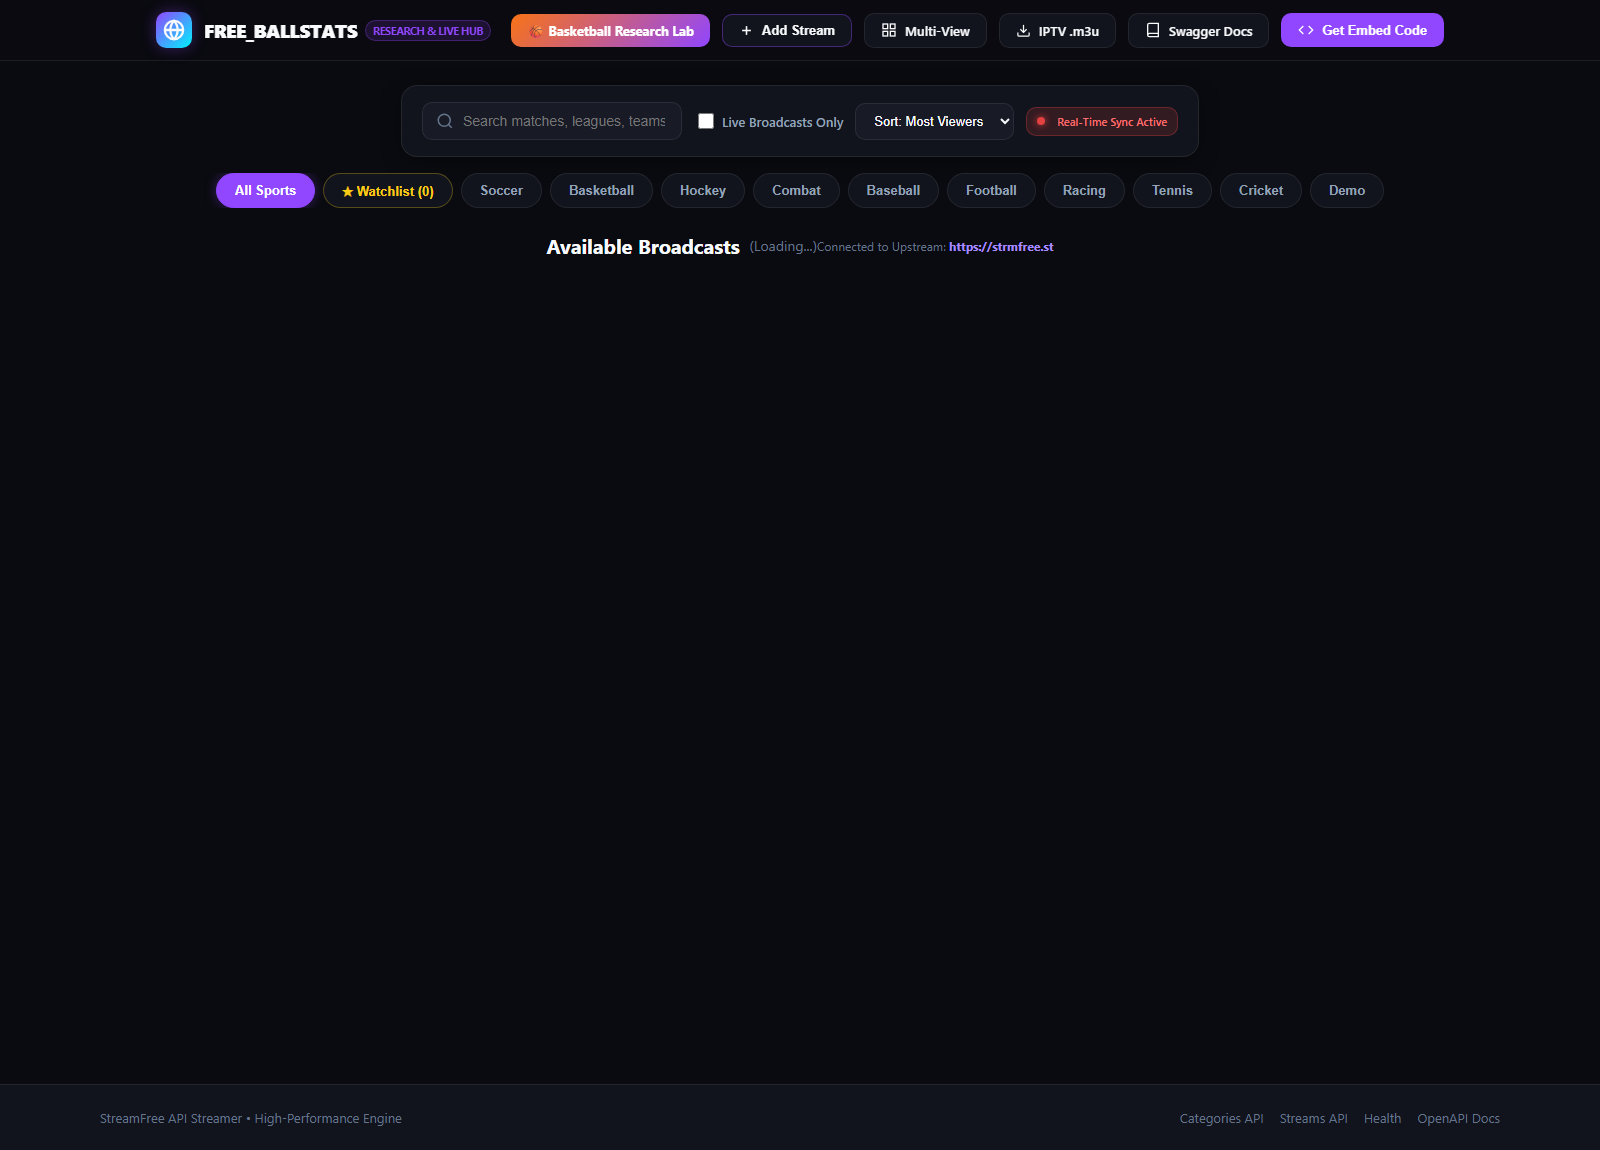 FREE_BALLSTATS RESEARCH & LIVE HUB Basketball Research Lab + Add Stream Multi-View IPTV .m3u Swagger Docs <> Get Embed Code
Search matches, leagues, teams Live Broadcasts Only Sort: Most Viewers Real-Time Sync Active
All Sports ★ Watchlist (0) Soccer Basketball Hockey Combat Baseball Football Racing Tennis Cricket Demo
Available Broadcasts (Loading...)Connected to Upstream: https://strmfree.st
StreamFree API Streamer • High-Performance Engine Categories API Streams API Health OpenAPI Docs